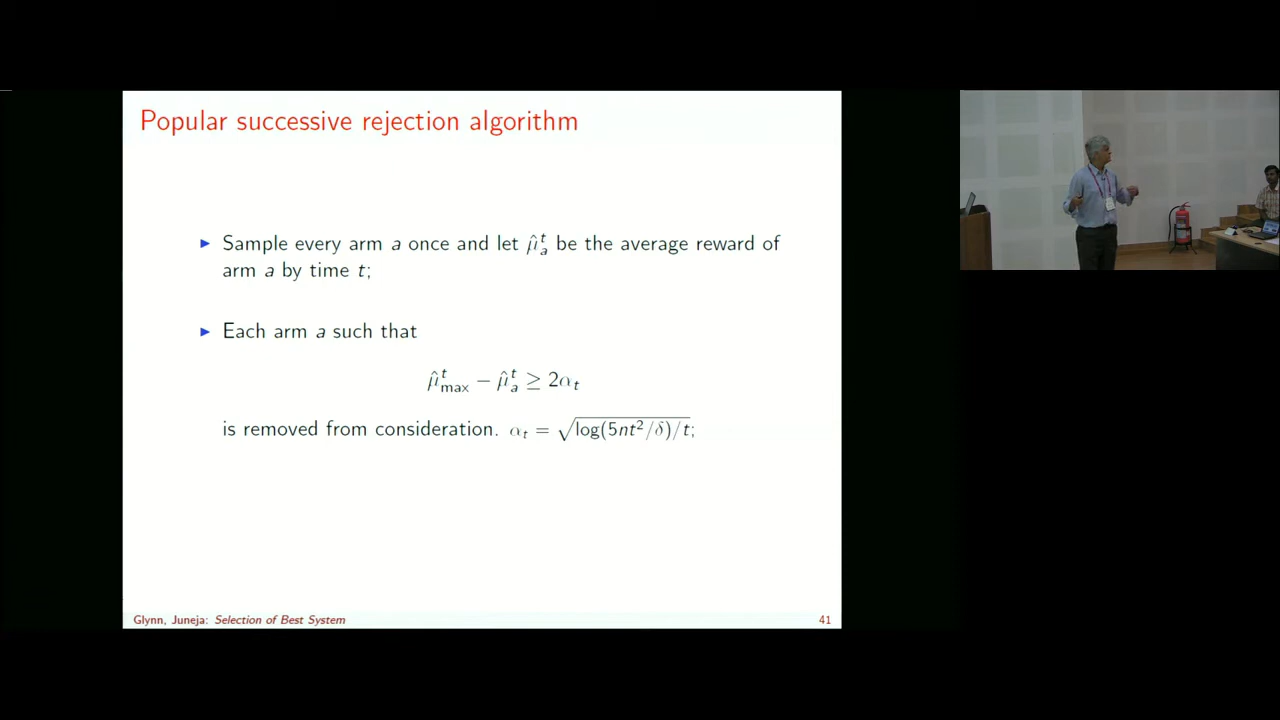 Popular successive rejection algorithm
▶ Sample every arm a once and let μ̂ₐᵗ be the average reward of
arm a by time t;
▶ Each arm a such that
μ̂ᵗₘₐₓ − μ̂ₐᵗ ≥ 2αₜ
is removed from consideration. αₜ = √(log(5nt²/δ)/t);
Glynn, Juneja: Selection of Best System
41